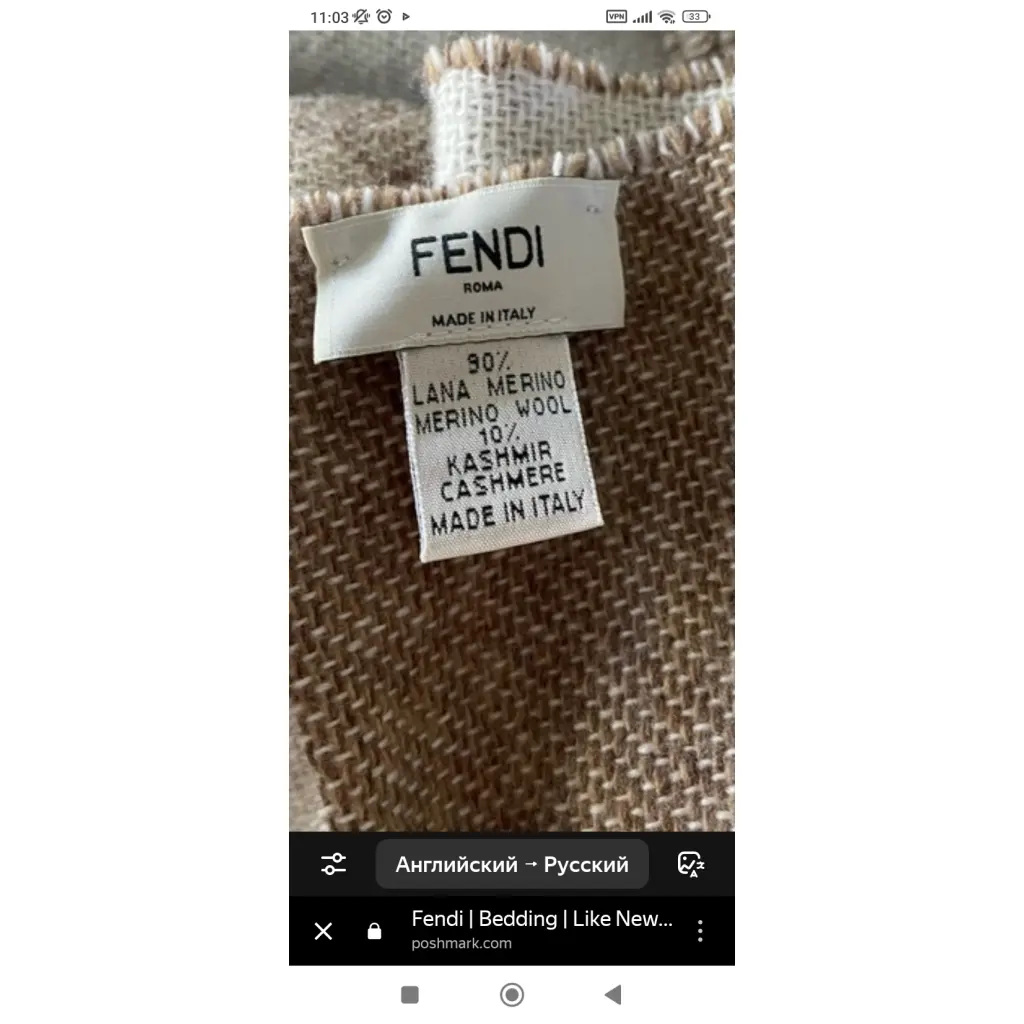 11:03
VPN
33
FENDI
ROMA
MADE IN ITALY
90%
LANA MERINO
MERINO WOOL
10%
KASHMIR
CASHMERE
MADE IN ITALY
Английский → Русский
Fendi | Bedding | Like New...
poshmark.com